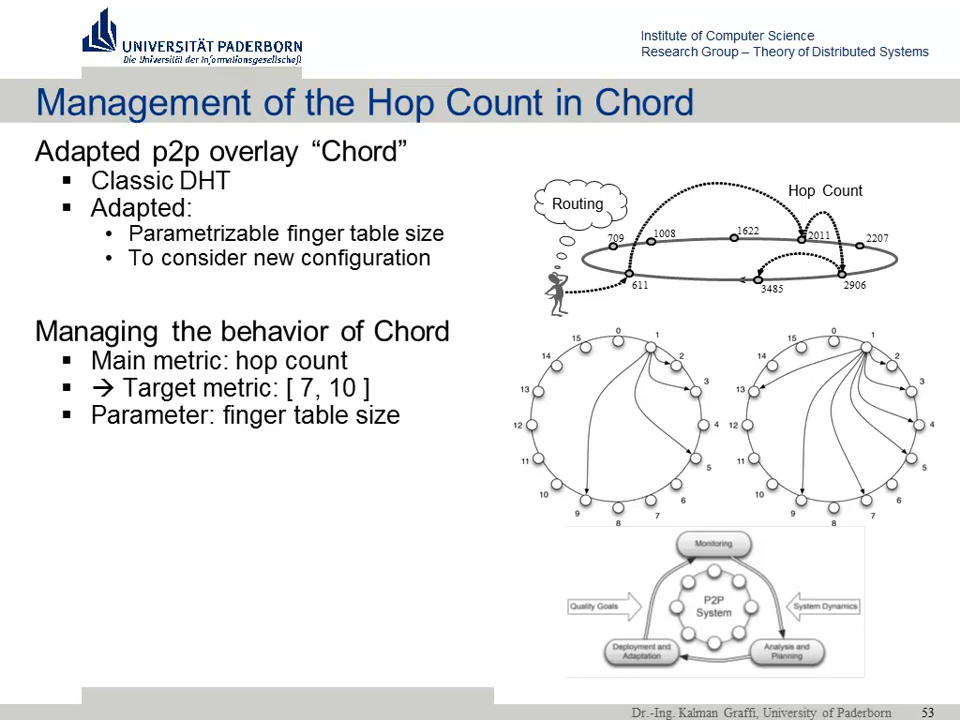 UNIVERSITÄT PADERBORN
Die Universität der Informationsgesellschaft
Institute of Computer Science
Research Group – Theory of Distributed Systems
Management of the Hop Count in Chord
Adapted p2p overlay “Chord”
▪ Classic DHT
▪ Adapted:
• Parametrizable finger table size
• To consider new configuration
Managing the behavior of Chord
▪ Main metric: hop count
▪ → Target metric: [ 7, 10 ]
▪ Parameter: finger table size
Routing
Hop Count
709
1008
1622
2011
2207
611
3485
2906
0
1
2
3
4
5
6
7
8
9
10
11
12
13
14
15
0
1
2
3
4
5
6
7
8
9
10
11
12
13
14
15
Monitoring
Quality Goals
P2P
System
System Dynamics
Deployment and
Adaptation
Analysis and
Planning
Dr.-Ing. Kalman Graffi, University of Paderborn
53